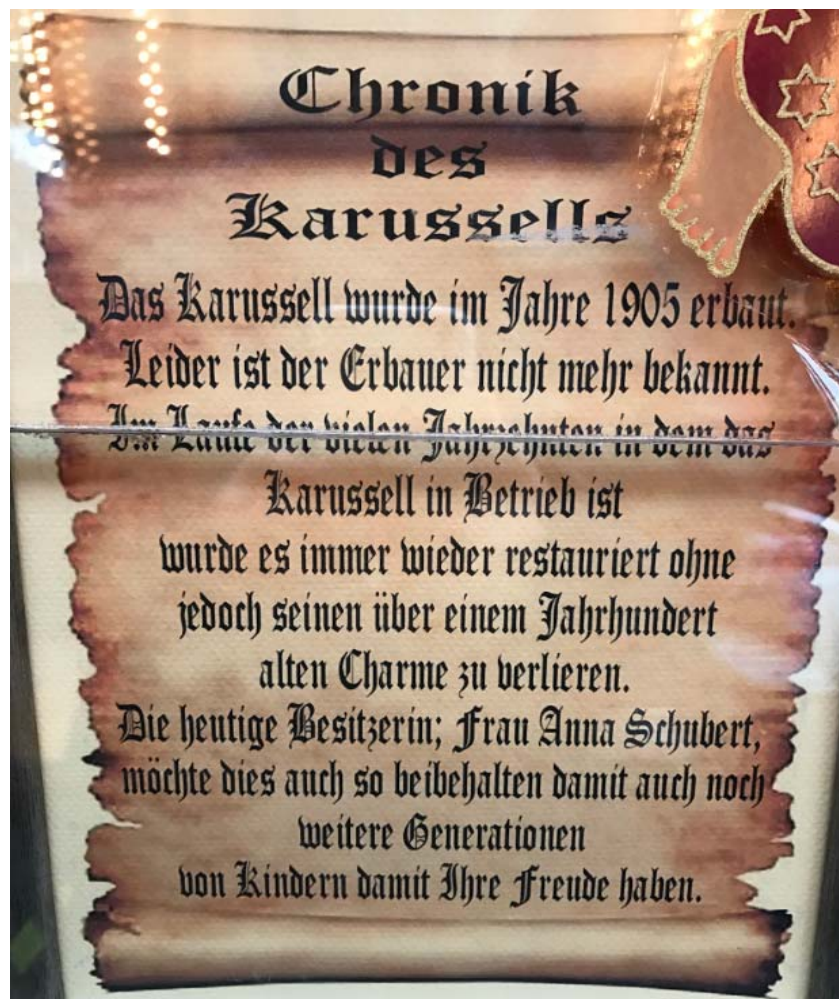 Chronik
des
Karussells
Das Karussell wurde im Jahre 1905 erbaut.
Leider ist der Erbauer nicht mehr bekannt.
Im Laufe der vielen Jahrzehnten in dem das
Karussell in Betrieb ist
wurde es immer wieder restauriert ohne
jedoch seinen über einem Jahrhundert
alten Charme zu verlieren.
Die heutige Besitzerin; Frau Anna Schubert,
möchte dies auch so beibehalten damit auch noch
weitere Generationen
von Kindern damit Ihre Freude haben.